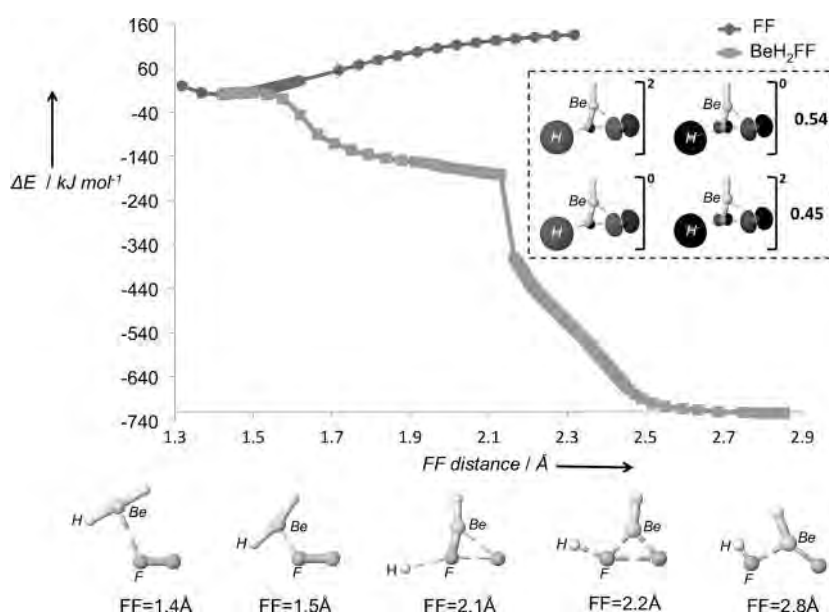 160
60
-40
-140
-240
-340
-440
-540
-640
-740
ΔE / kJ mol-1
1.3 1.5 1.7 1.9 2.1 2.3 2.5 2.7 2.9
FF distance / Å
FF
BeH2FF
Be 2 Be 0 0.54
H H
Be 0 Be 2 0.45
H H
H Be F
H Be F
H Be F
H Be F
H Be F
FF=1.4Å FF=1.5Å FF=2.1Å FF=2.2Å FF=2.8Å